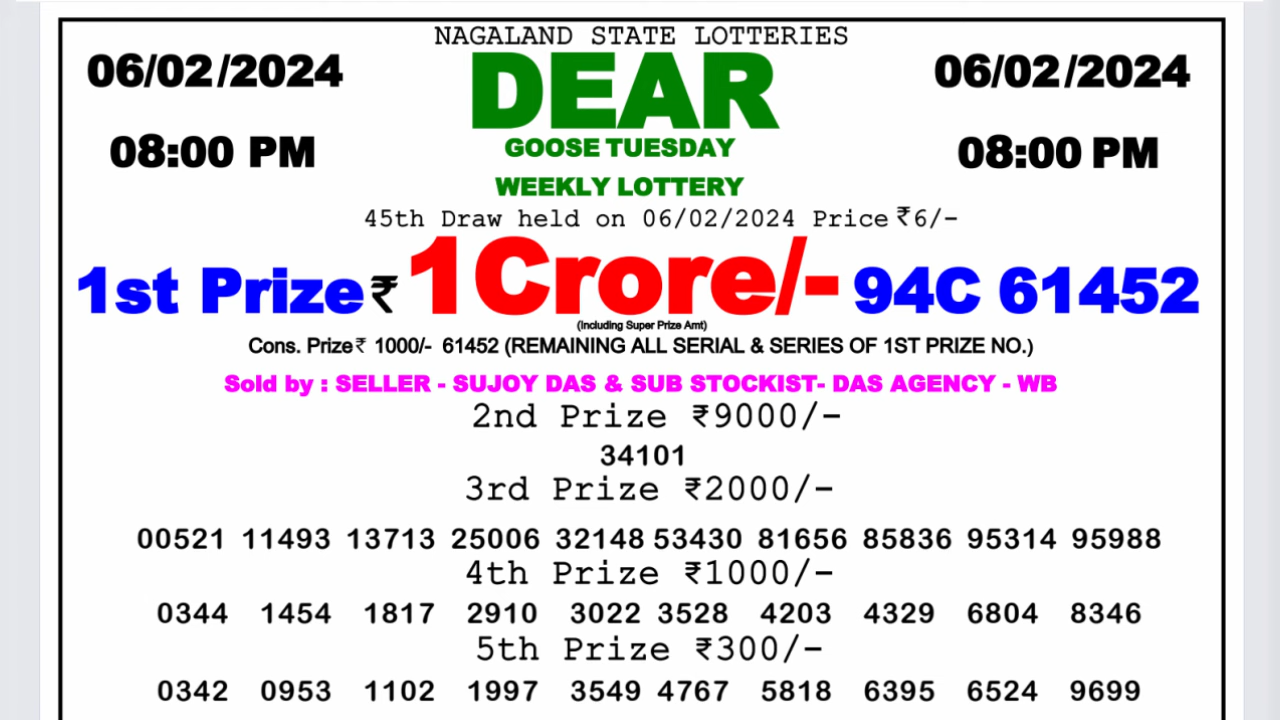 NAGALAND STATE LOTTERIES
06/02/2024 DEAR 06/02/2024
08:00 PM GOOSE TUESDAY 08:00 PM
WEEKLY LOTTERY
45th Draw held on 06/02/2024 Price ₹6/-
1st Prize ₹ 1Crore/- 94C 61452
(Including Super Prize Amt)
Cons. Prize ₹ 1000/- 61452 (REMAINING ALL SERIAL & SERIES OF 1ST PRIZE NO.)
Sold by : SELLER - SUJOY DAS & SUB STOCKIST- DAS AGENCY - WB
2nd Prize ₹9000/-
34101
3rd Prize ₹2000/-
00521 11493 13713 25006 32148 53430 81656 85836 95314 95988
4th Prize ₹1000/-
0344 1454 1817 2910 3022 3528 4203 4329 6804 8346
5th Prize ₹300/-
0342 0953 1102 1997 3549 4767 5818 6395 6524 9699